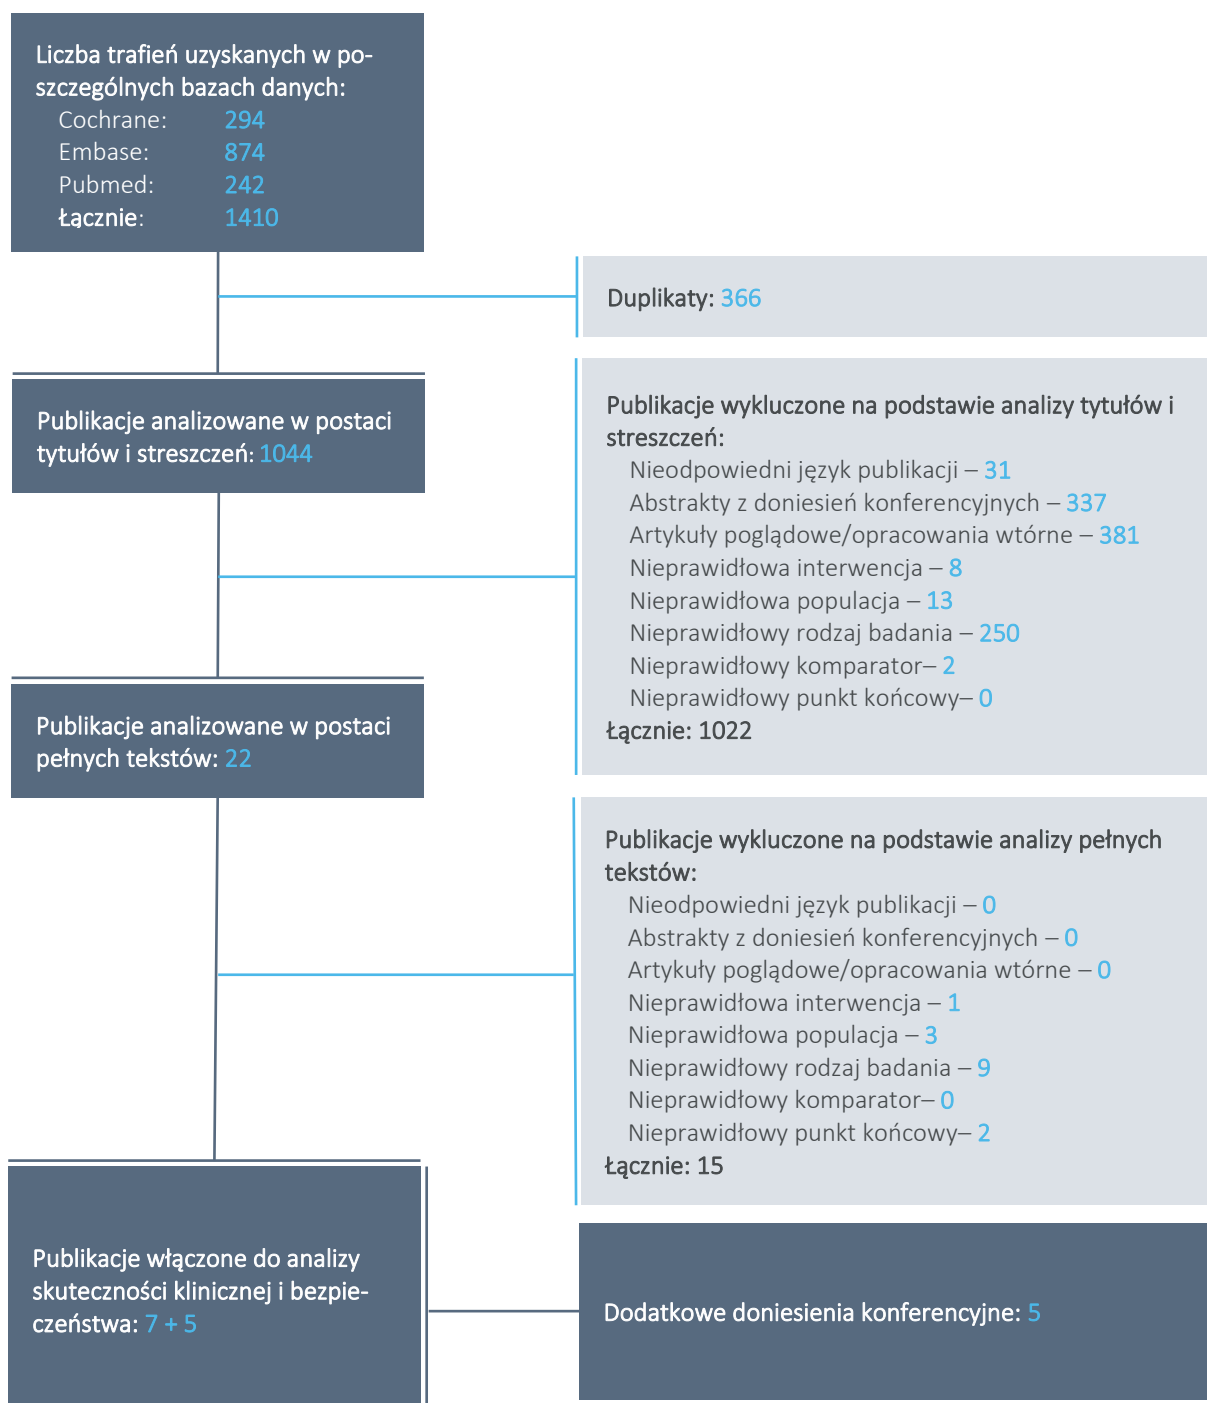 Liczba trafień uzyskanych w po-
szczególnych bazach danych:
Cochrane: 294
Embase: 874
Pubmed: 242
Łącznie: 1410
Duplikaty: 366
Publikacje analizowane w postaci
tytułów i streszczeń: 1044
Publikacje wykluczone na podstawie analizy tytułów i
streszczeń:
Nieodpowiedni język publikacji – 31
Abstrakty z doniesień konferencyjnych – 337
Artykuły poglądowe/opracowania wtórne – 381
Nieprawidłowa interwencja – 8
Nieprawidłowa populacja – 13
Nieprawidłowy rodzaj badania – 250
Nieprawidłowy komparator– 2
Nieprawidłowy punkt końcowy– 0
Łącznie: 1022
Publikacje analizowane w postaci
pełnych tekstów: 22
Publikacje wykluczone na podstawie analizy pełnych
tekstów:
Nieodpowiedni język publikacji – 0
Abstrakty z doniesień konferencyjnych – 0
Artykuły poglądowe/opracowania wtórne – 0
Nieprawidłowa interwencja – 1
Nieprawidłowa populacja – 3
Nieprawidłowy rodzaj badania – 9
Nieprawidłowy komparator– 0
Nieprawidłowy punkt końcowy– 2
Łącznie: 15
Publikacje włączone do analizy
skuteczności klinicznej i bezpie-
czeństwa: 7 + 5
Dodatkowe doniesienia konferencyjne: 5